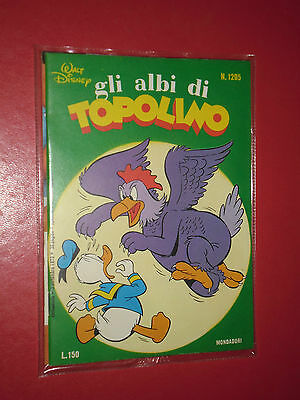 WALT
DISNEY
N. 1205
gli albi di
TOPOLINO
MONDADORI
L.150